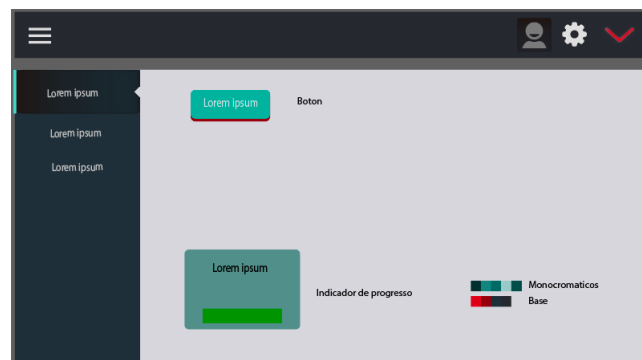 Lorem ipsum
Lorem ipsum
Lorem ipsum
Lorem ipsum
Boton
Lorem ipsum
Indicador de progresso
Monocromaticos
Base